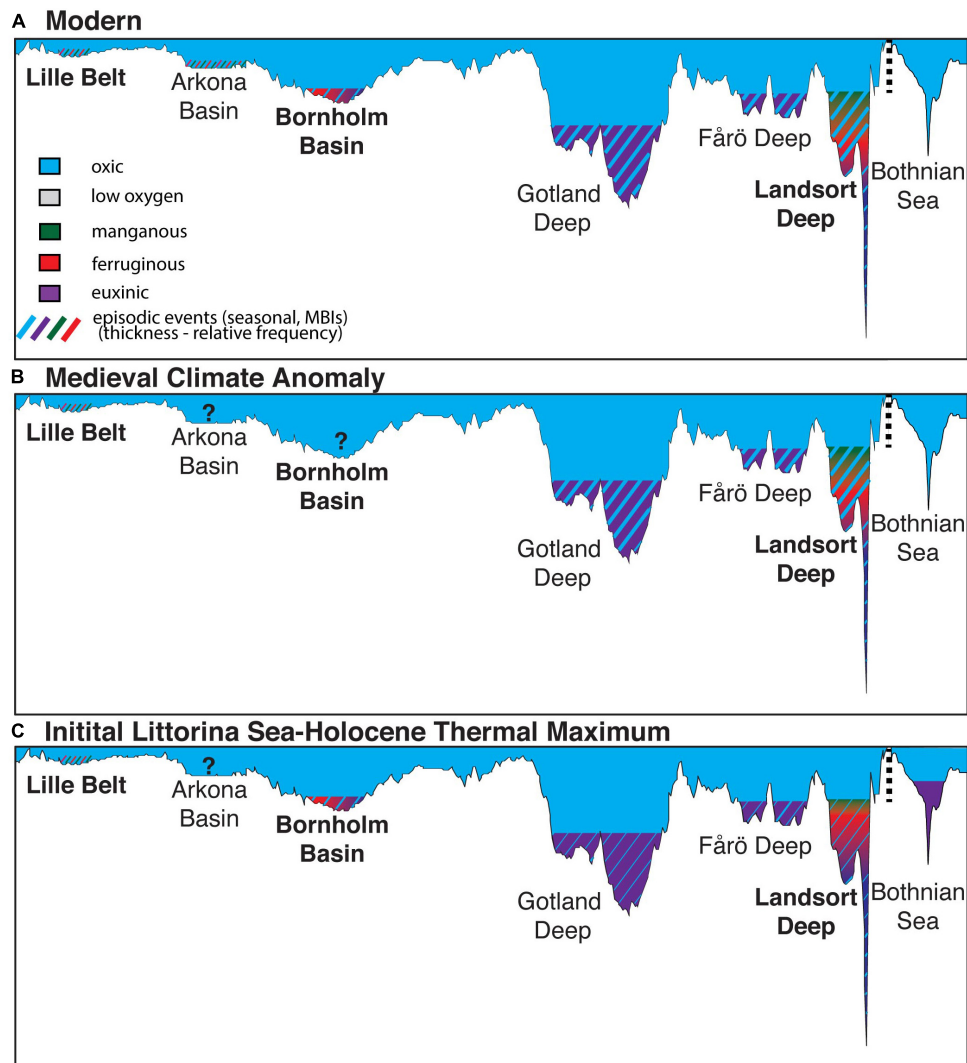 A Modern
Lille Belt
Arkona
Basin
Bornholm
Basin
Gotland
Deep
Fårö Deep
Landsort
Deep
Bothnian
Sea
oxic
low oxygen
manganous
ferruginous
euxinic
episodic events (seasonal, MBIs)
(thickness - relative frequency)
B Medieval Climate Anomaly
Lille Belt
?
Arkona
Basin
?
Bornholm
Basin
Gotland
Deep
Fårö Deep
Landsort
Deep
Bothnian
Sea
C Initital Littorina Sea-Holocene Thermal Maximum
Lille Belt
?
Arkona
Basin
Bornholm
Basin
Gotland
Deep
Fårö Deep
Landsort
Deep
Bothnian
Sea